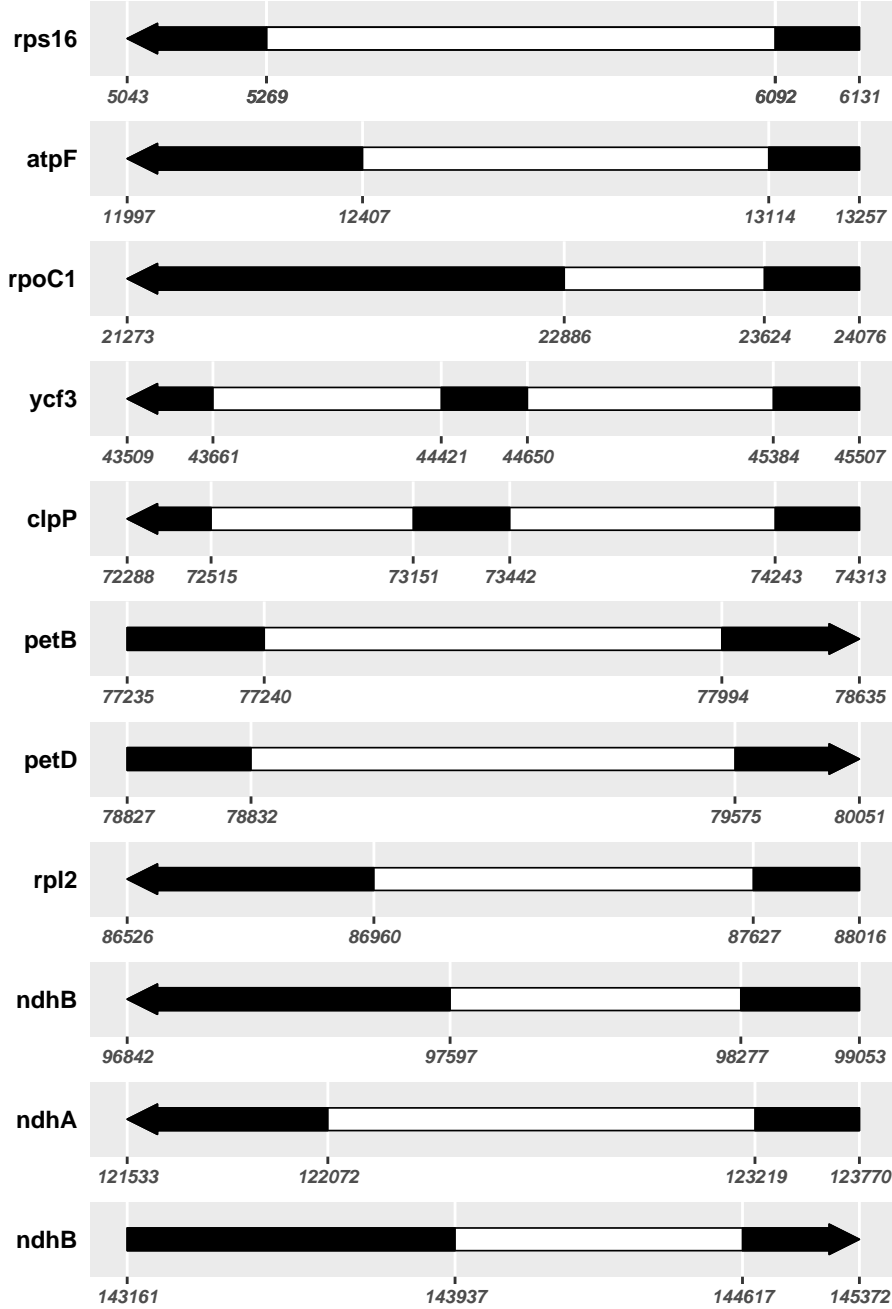 rps16
5043 5269 6092 6131
atpF
11997 12407 13114 13257
rpoC1
21273 22886 23624 24076
ycf3
43509 43661 44421 44650 45384 45507
clpP
72288 72515 73151 73442 74243 74313
petB
77235 77240 77994 78635
petD
78827 78832 79575 80051
rpl2
86526 86960 87627 88016
ndhB
96842 97597 98277 99053
ndhA
121533 122072 123219 123770
ndhB
143161 143937 144617 145372